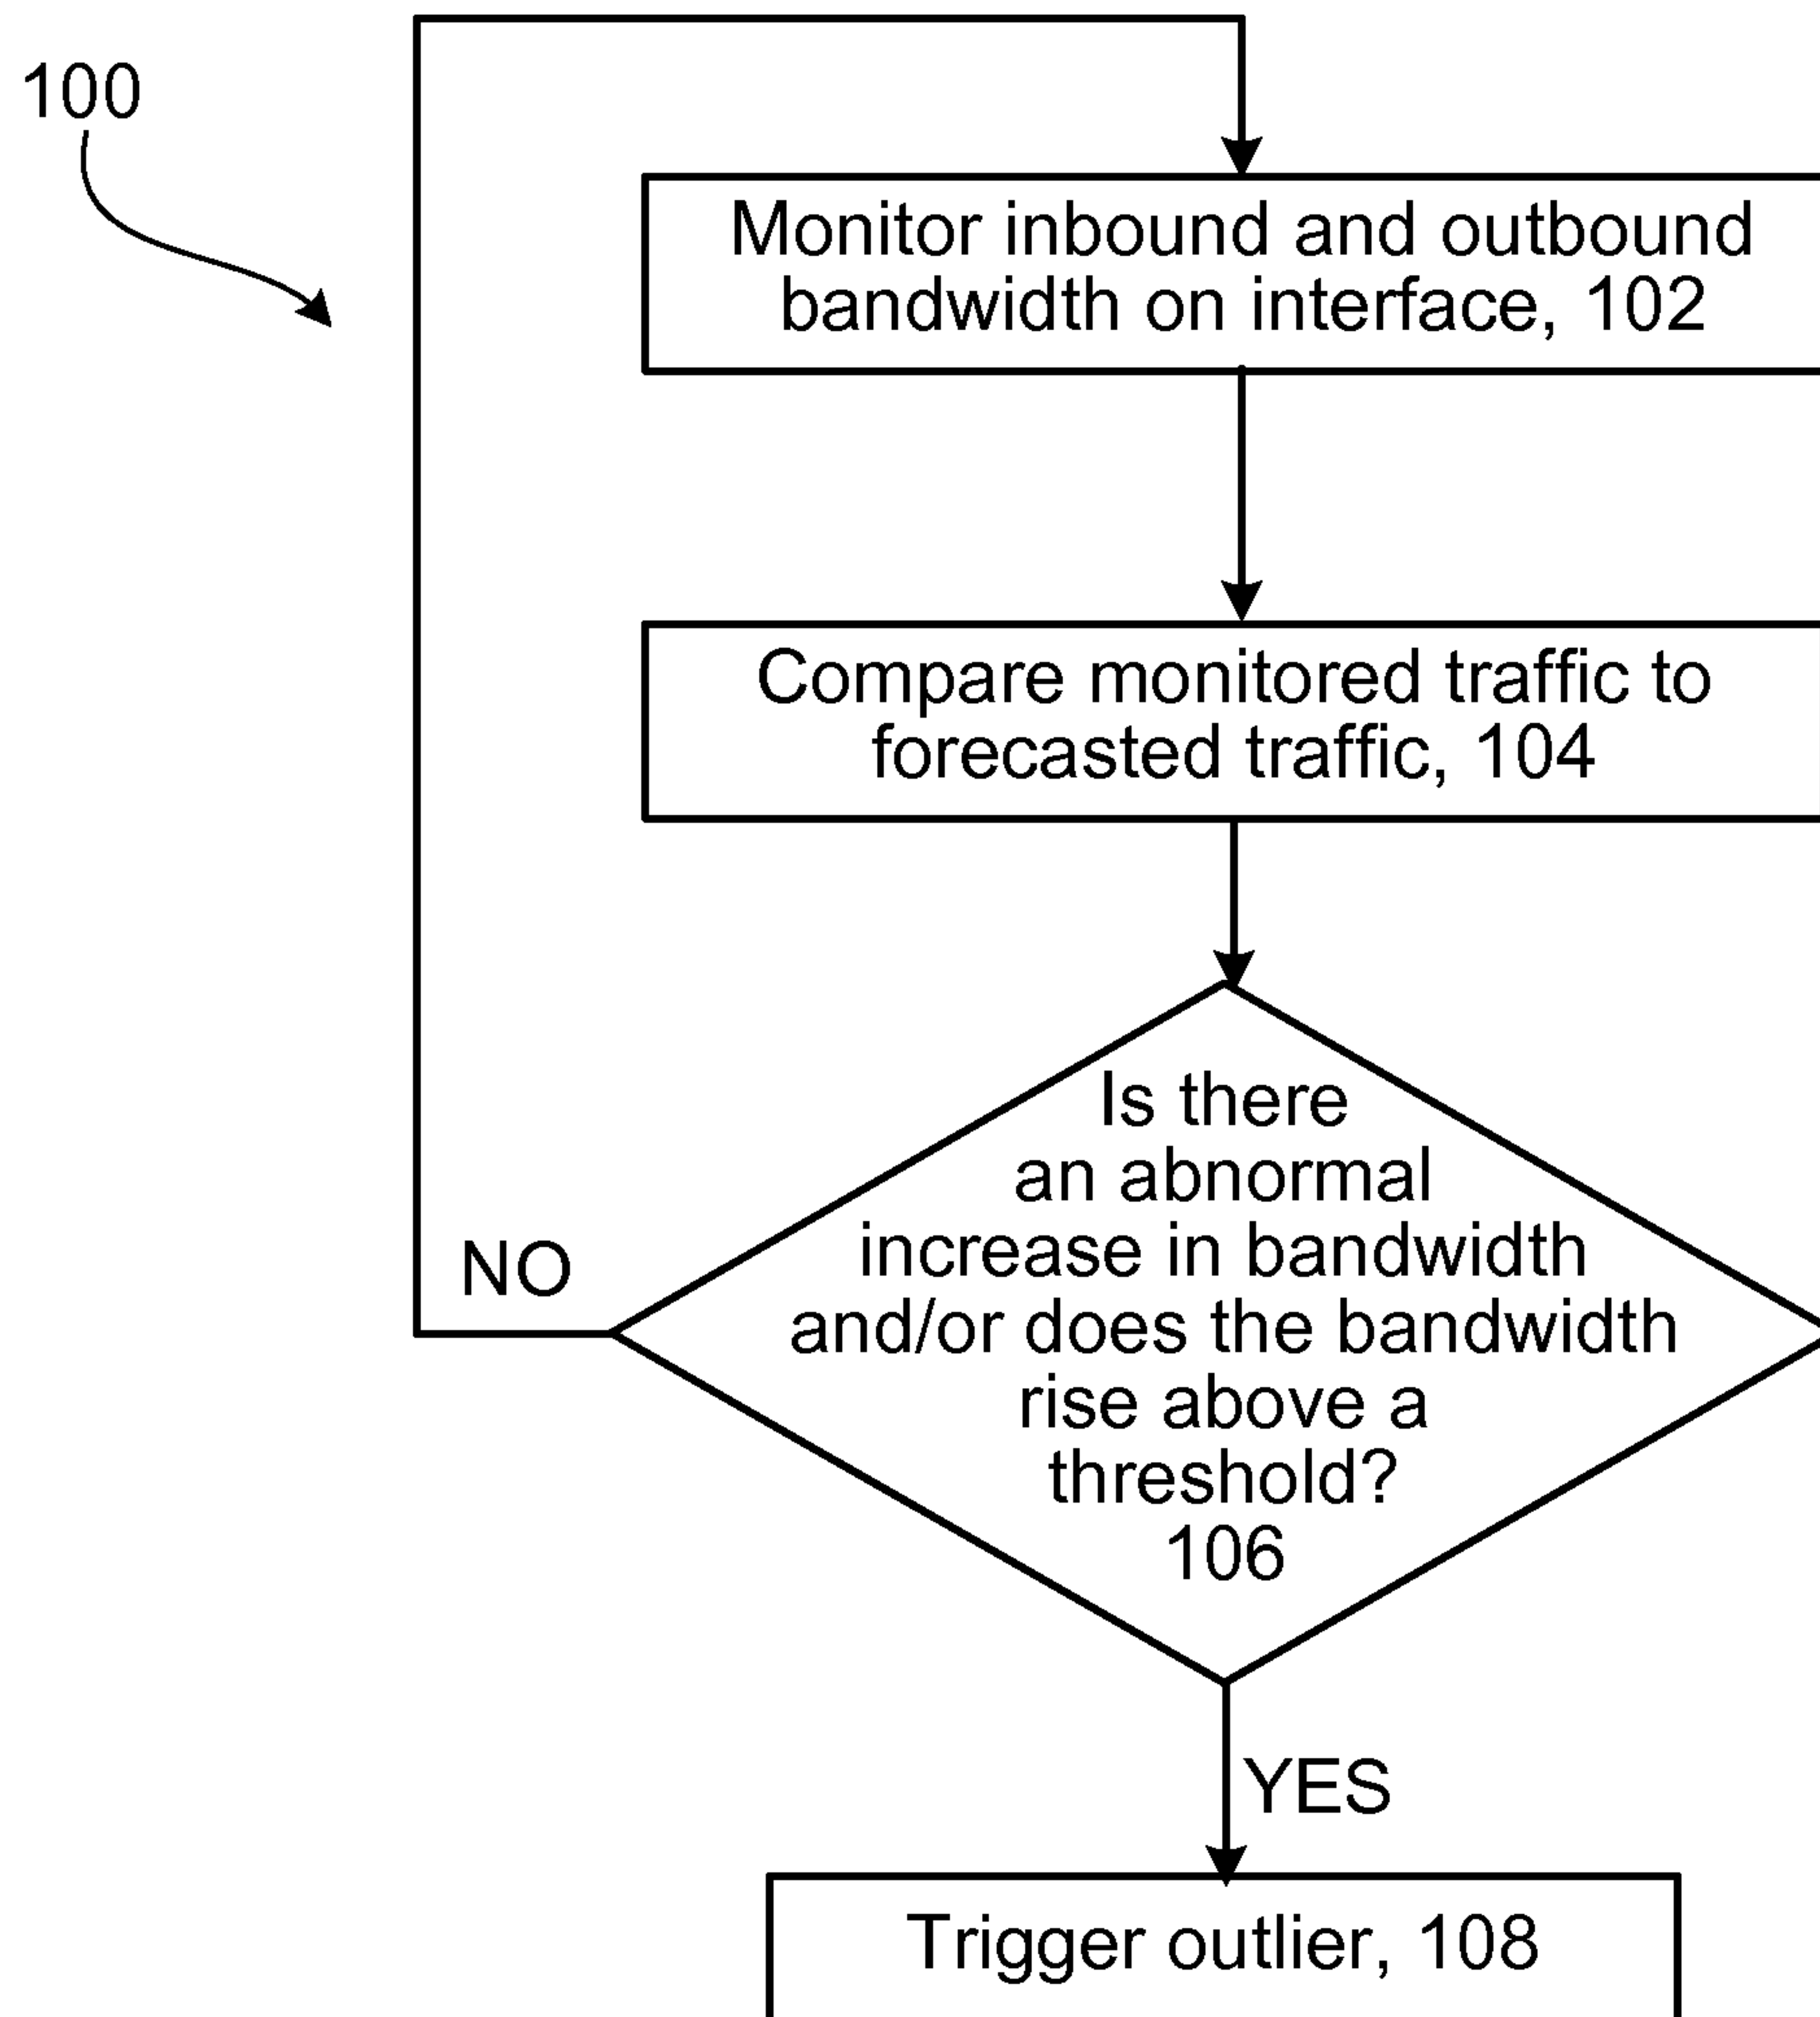 100
Monitor inbound and outbound
bandwidth on interface, 102
Compare monitored traffic to
forecasted traffic, 104
Is there
an abnormal
increase in bandwidth
and/or does the bandwidth
rise above a
threshold?
106
NO
YES
Trigger outlier, 108